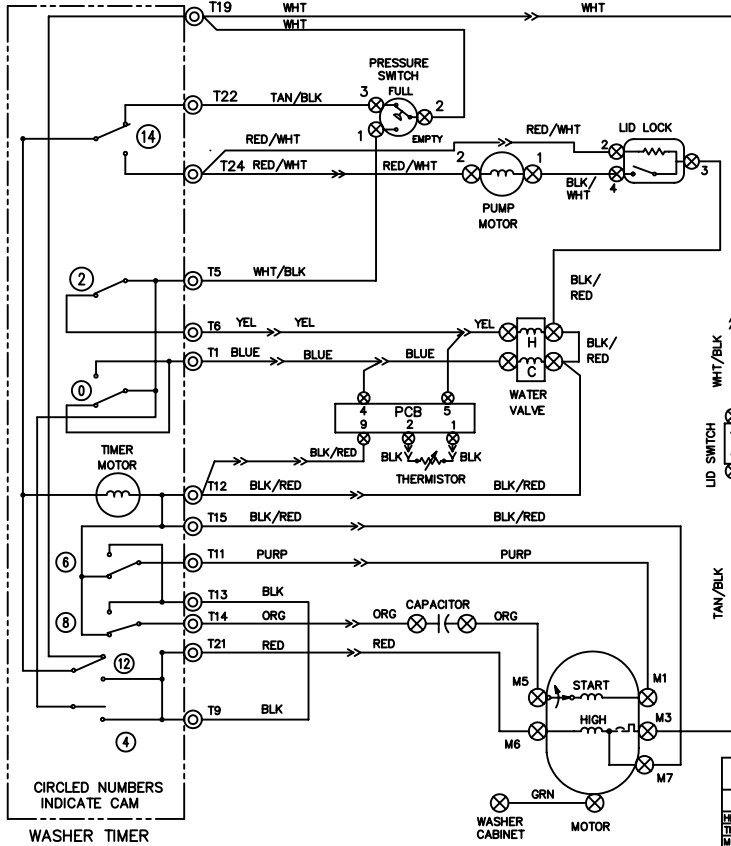 T19 WHT WHT
WHT
PRESSURE
SWITCH
FULL
T22 TAN/BLK 3 2
1 EMPTY
14
RED/WHT RED/WHT LID LOCK
2
T24 RED/WHT RED/WHT 2 1 3
BLK/
WHT 4
PUMP
MOTOR
2 T5 WHT/BLK
BLK/
RED
T6 YEL YEL YEL H
BLK/
RED
T1 BLUE BLUE BLUE C
WATER
VALVE
0
4 PCB 5
9 2 1
BLK/RED BLK BLK
THERMISTOR
WHT/BLK
LID SWITCH
TIMER
MOTOR
T12 BLK/RED BLK/RED
T15 BLK/RED BLK/RED
6 T11 PURP PURP
T13 BLK
8 T14 ORG ORG CAPACITOR ORG
TAN/BLK
T21 RED RED
12
M5 START M1
T9 BLK M6 HIGH M3
4
M7
CIRCLED NUMBERS
INDICATE CAM
GRN
WASHER
CABINET
MOTOR
WASHER TIMER